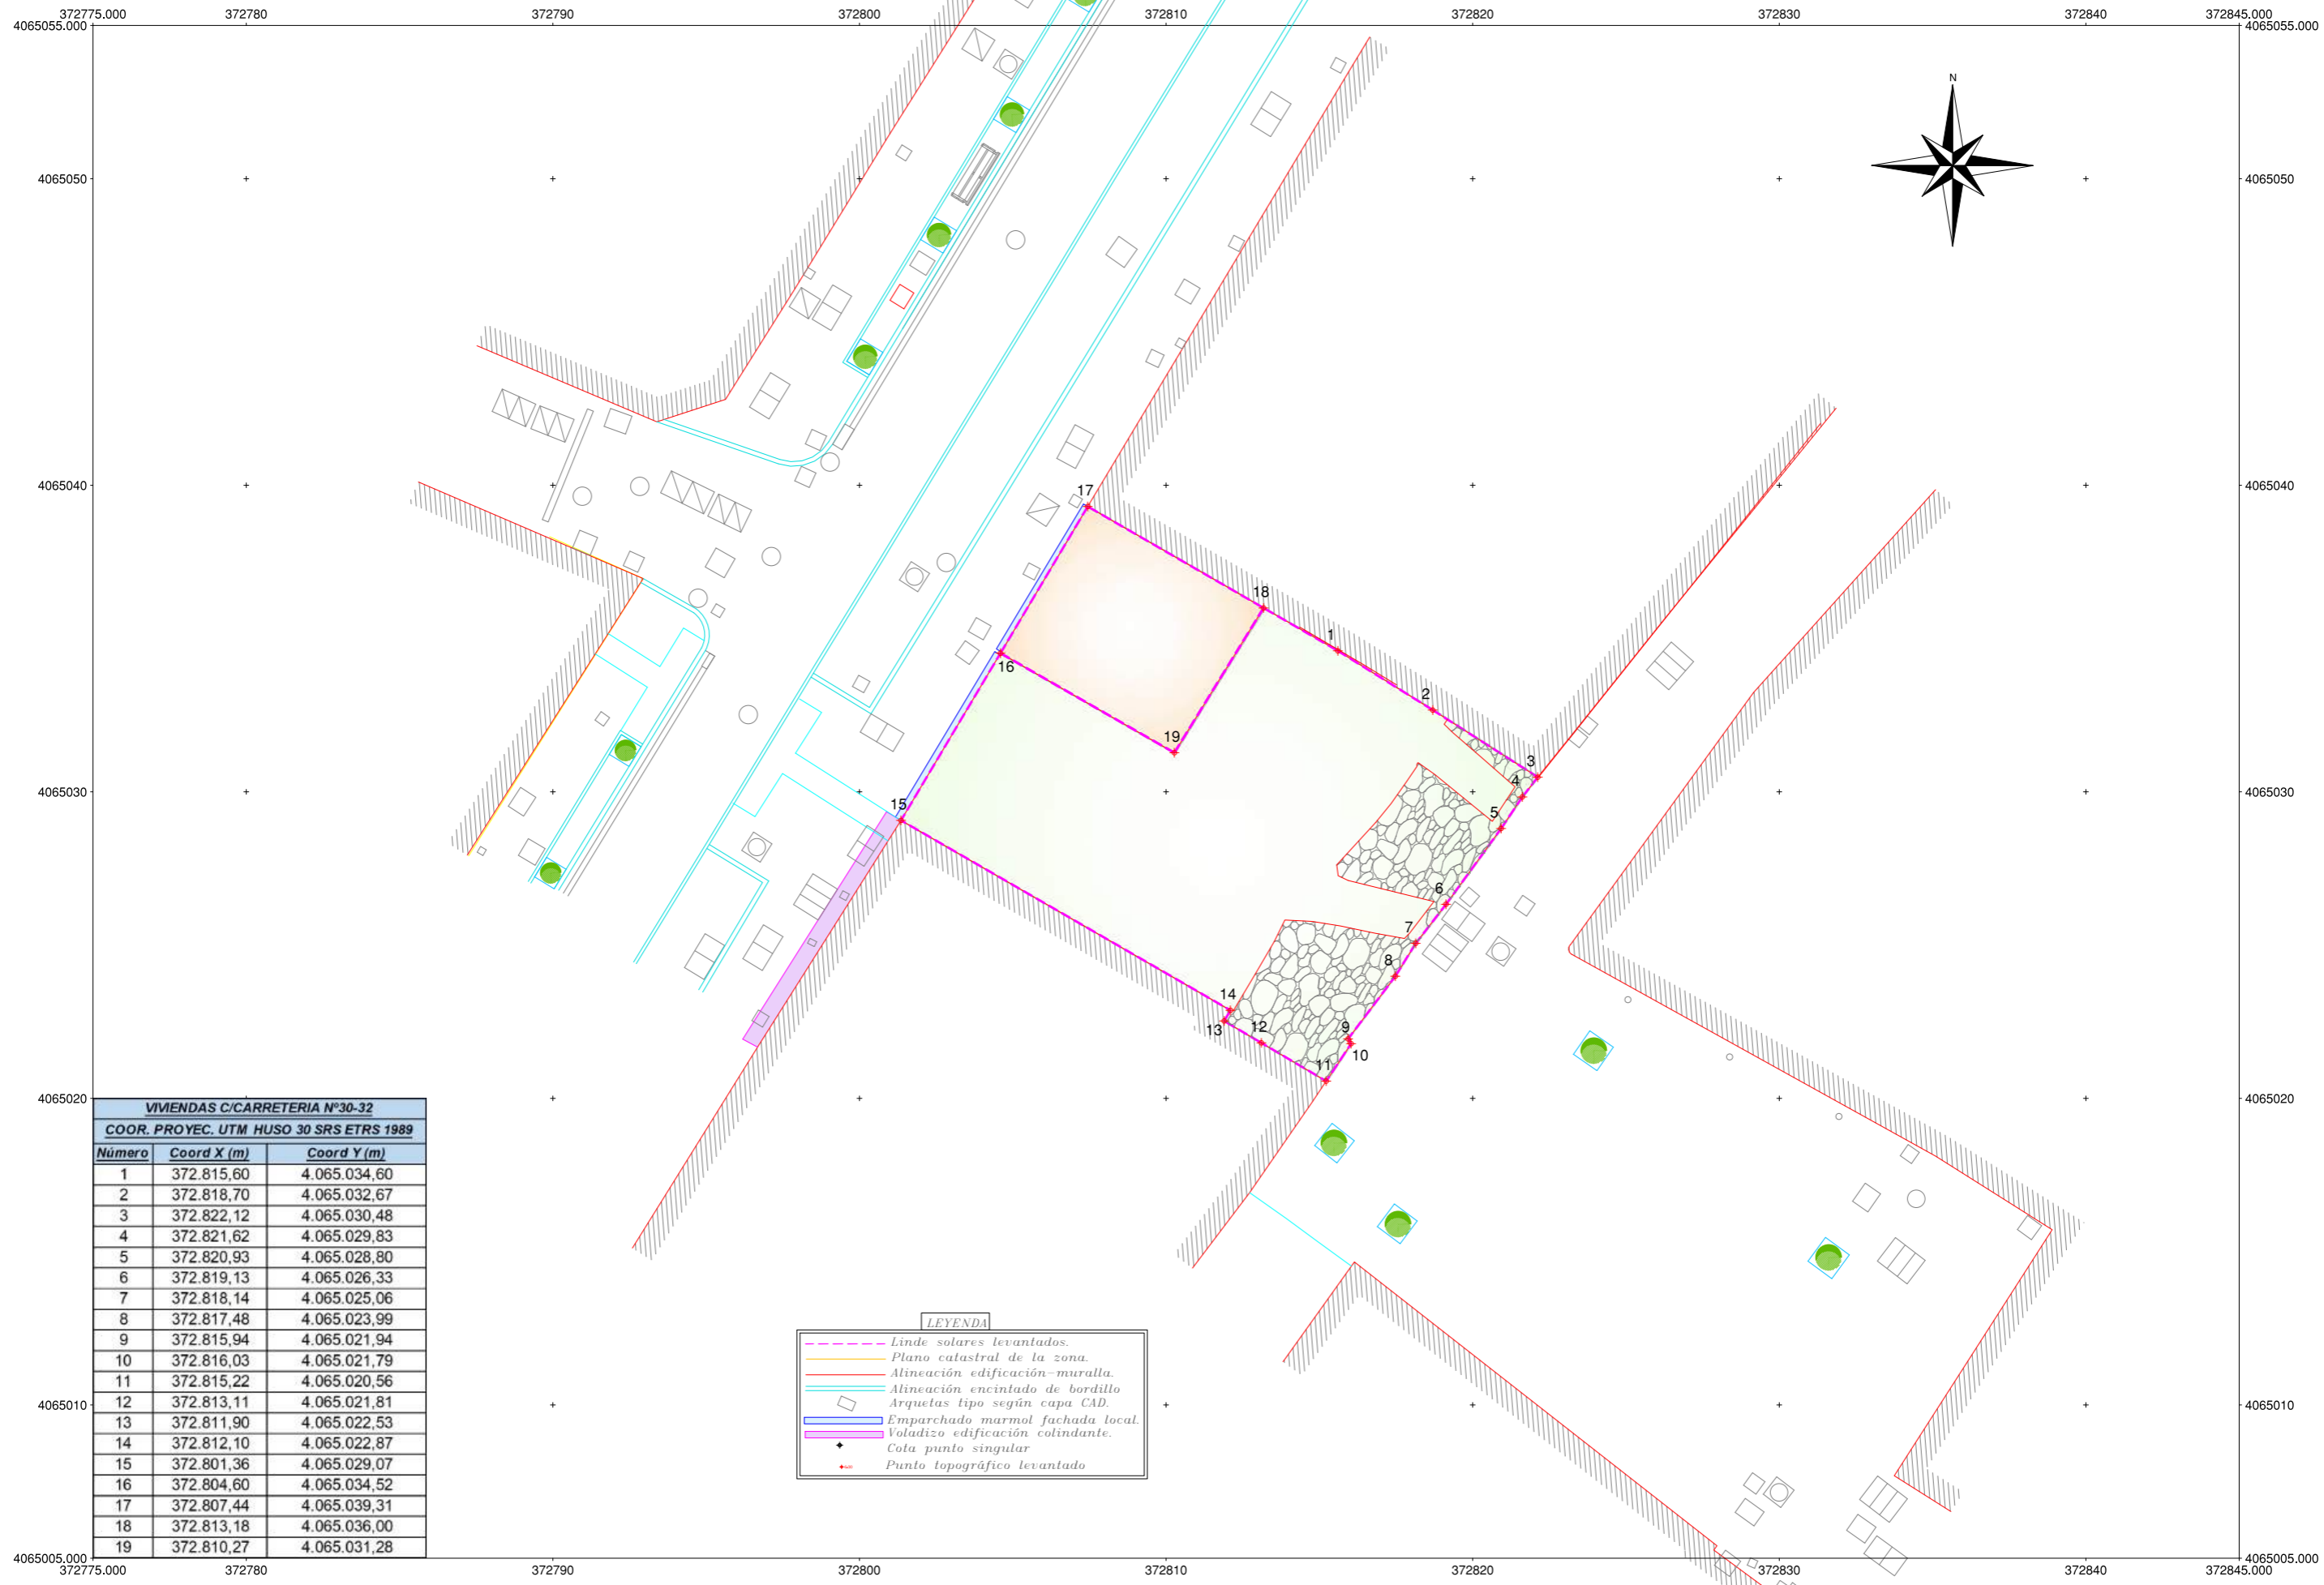 372775.000 372780 372790 372800 372810 372820 372830 372840 372845.000
4065055.000 4065055.000
N
4065050 4065050
4065040 4065040
17
18
1
16
2
19
3
4
4065030 4065030
15
5
6
7
8
14
13 12
9
10
11
4065020 4065020
VIVIENDAS C/CARRETERIA Nº30-32
COOR. PROYEC. UTM HUSO 30 SRS ETRS 1989
Número Coord X (m) Coord Y (m)
1 372.815,60 4.065.034,60
2 372.818,70 4.065.032,67
3 372.822,12 4.065.030,48
4 372.821,62 4.065.029,83
5 372.820,93 4.065.028,80
6 372.819,13 4.065.026,33
7 372.818,14 4.065.025,06
8 372.817,48 4.065.023,99
9 372.815,94 4.065.021,94
10 372.816,03 4.065.021,79
11 372.815,22 4.065.020,56
12 372.813,11 4.065.021,81
13 372.811,90 4.065.022,53
14 372.812,10 4.065.022,87
15 372.801,36 4.065.029,07
16 372.804,60 4.065.034,52
17 372.807,44 4.065.039,31
18 372.813,18 4.065.036,00
19 372.810,27 4.065.031,28
LEYENDA
Linde solares levantados.
Plano catastral de la zona.
Alineación edificación-muralla.
Alineación encintado de bordillo
Arquetas tipo según capa CAD.
Emparchado marmol fachada local.
Voladizo edificación colindante.
Cota punto singular
Punto topográfico levantado
4065010 4065010
4065005.000 4065005.000
372775.000 372780 372790 372800 372810 372820 372830 372840 372845.000